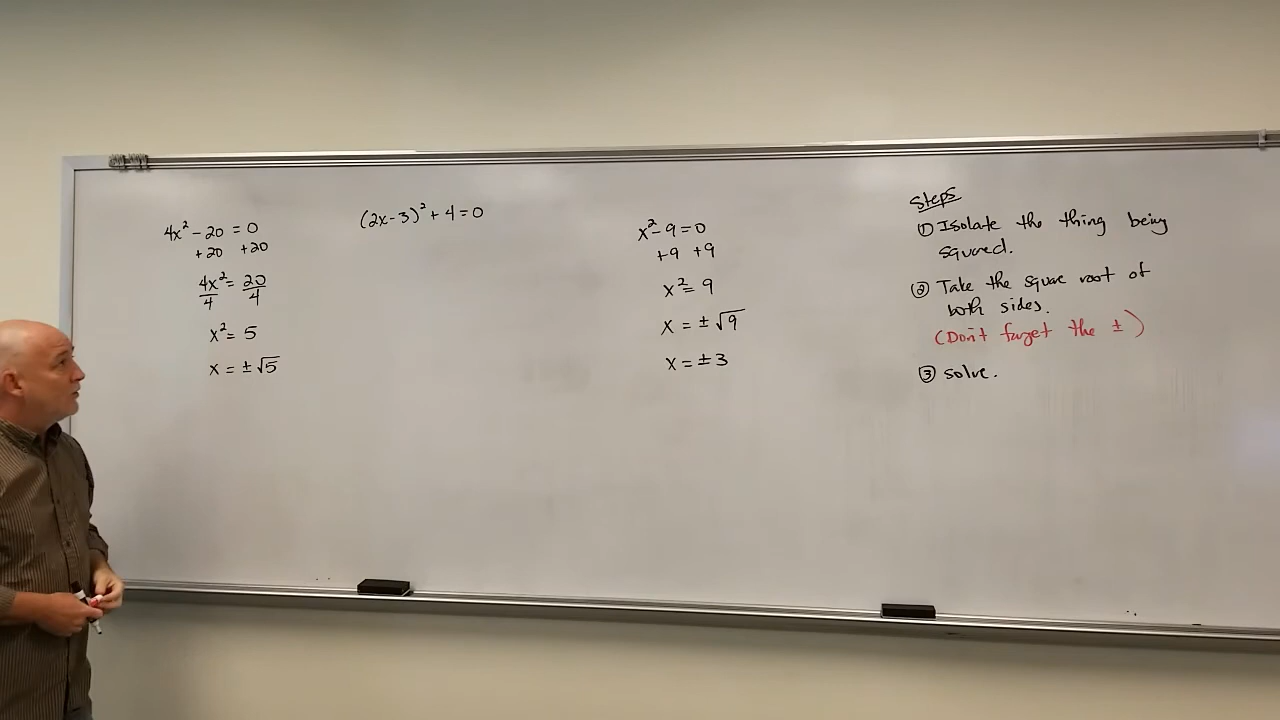 4x² - 20 = 0
+20 +20
4x²/4 = 20/4
x² = 5
x = ±√5
(2x-3)² + 4 = 0
x² - 9 = 0
+9 +9
x² = 9
x = ±√9
x = ±3
Steps
① Isolate the thing being
squared.
② Take the square root of
both sides.
(Don't forget the ±)
③ solve.